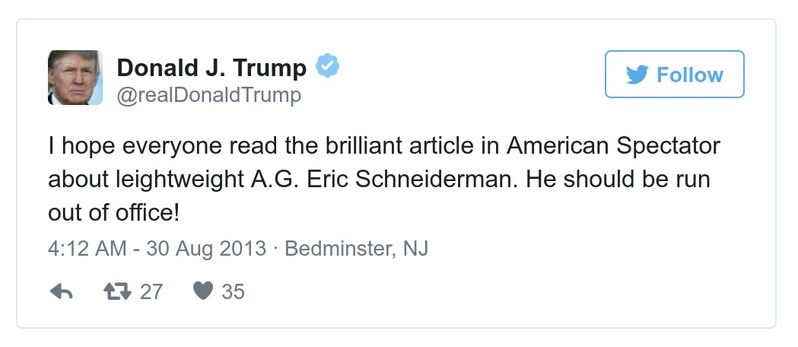 Donald J. Trump
@realDonaldTrump
Follow
I hope everyone read the brilliant article in American Spectator
about leightweight A.G. Eric Schneiderman. He should be run
out of office!
4:12 AM - 30 Aug 2013 · Bedminster, NJ
27 35